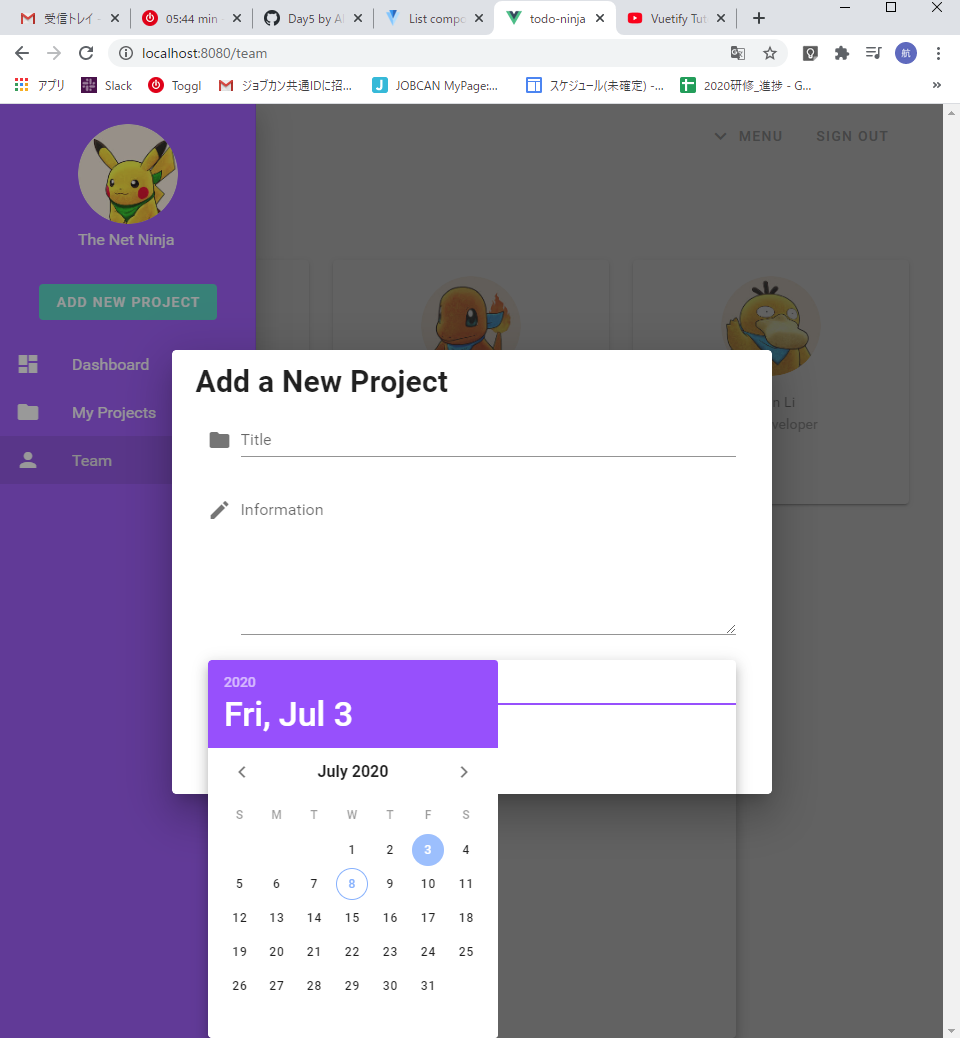 受信トレイ -
05:44 min
Day5 by Al
List compo
todo-ninja
Vuetify Tut
localhost:8080/team
航
アプリ
Slack
Toggl
ジョブカン共通IDに招...
JOBCAN MyPage:...
スケジュール(未確定) -...
2020研修_進捗 - G...
»
MENU
SIGN OUT
The Net Ninja
ADD NEW PROJECT
Dashboard
My Projects
Team
n Li
veloper
Add a New Project
Title
Information
2020
Fri, Jul 3
July 2020
S M T W T F S
1 2 3 4
5 6 7 8 9 10 11
12 13 14 15 16 17 18
19 20 21 22 23 24 25
26 27 28 29 30 31